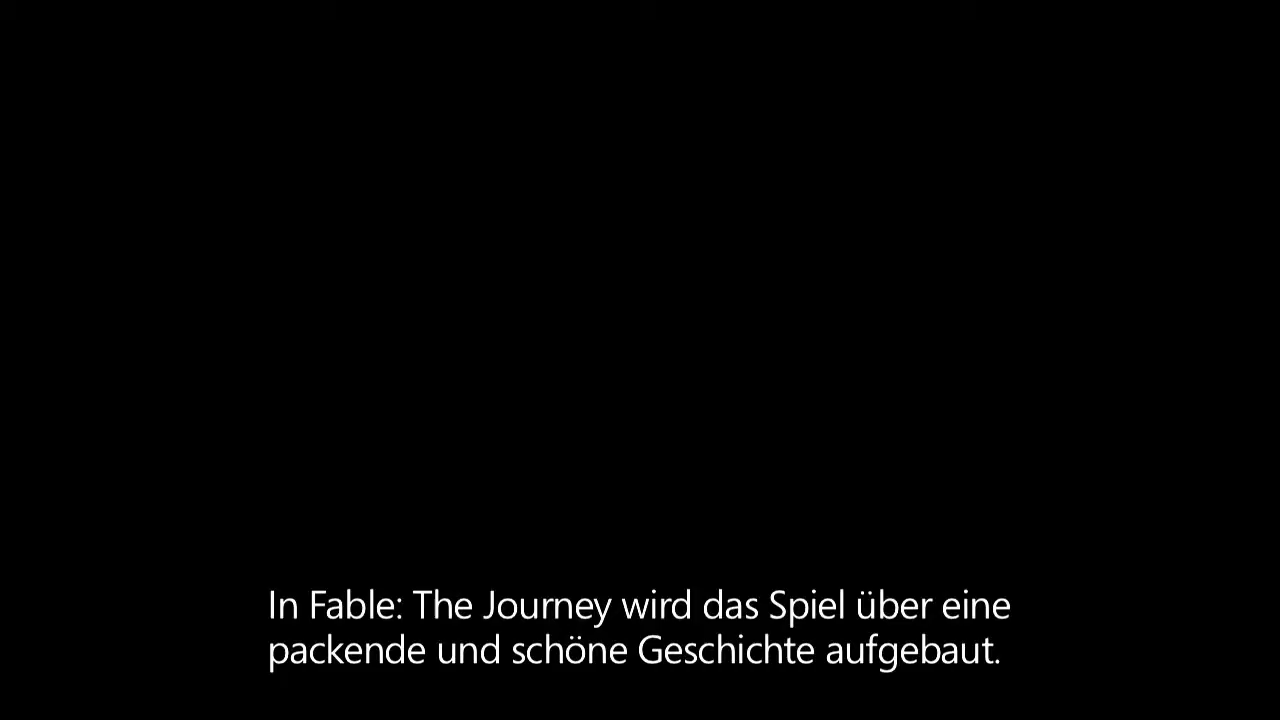 In Fable: The Journey wird das Spiel über eine
packende und schöne Geschichte aufgebaut.